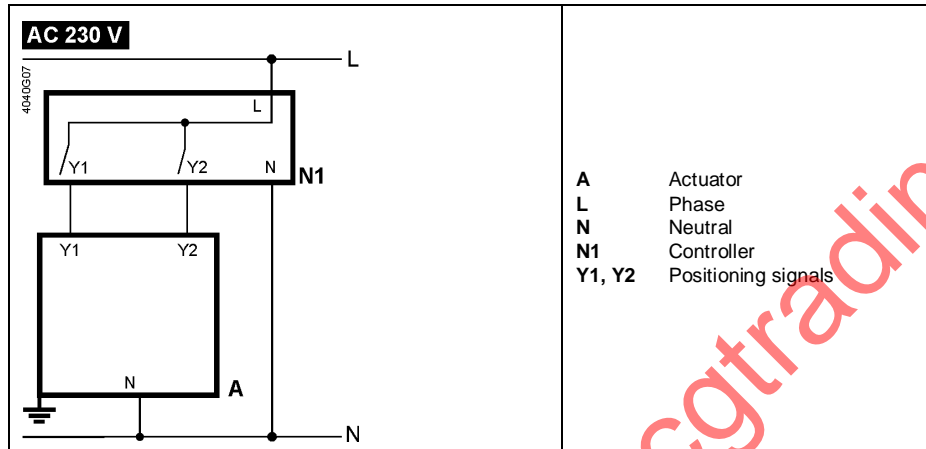 AC 230 V
L
4040G07
L
Y1
Y2
N
N1
Y1
Y2
N
A
N
A Actuator
L Phase
N Neutral
N1 Controller
Y1, Y2 Positioning signals
cgtradin